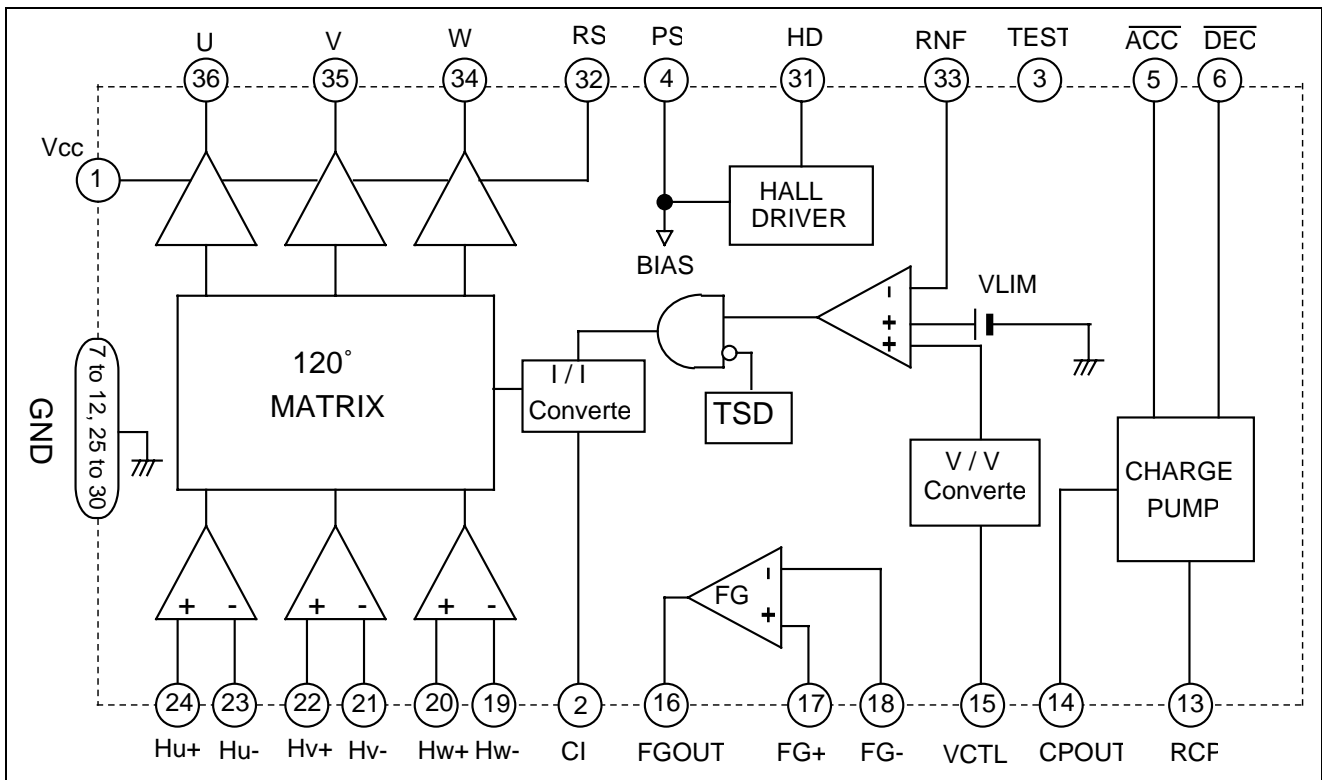 U V W RS PS HD RNF TEST ACC DEC
36 35 34 32 4 31 33 3 5 6
Vcc
1
HALL
DRIVER
BIAS
-
+
+
VLIM
120°
MATRIX
I / I
Converte
TSD
V / V
Converte
CHARGE
PUMP
GND
7 to 12, 25 to 30
+ - + - + -
FG
-
+
24 23 22 21 20 19 2 16 17 18 15 14 13
Hu+ Hu- Hv+ Hv- Hw+ Hw- CI FGOUT FG+ FG- VCTL CPOUT RCP